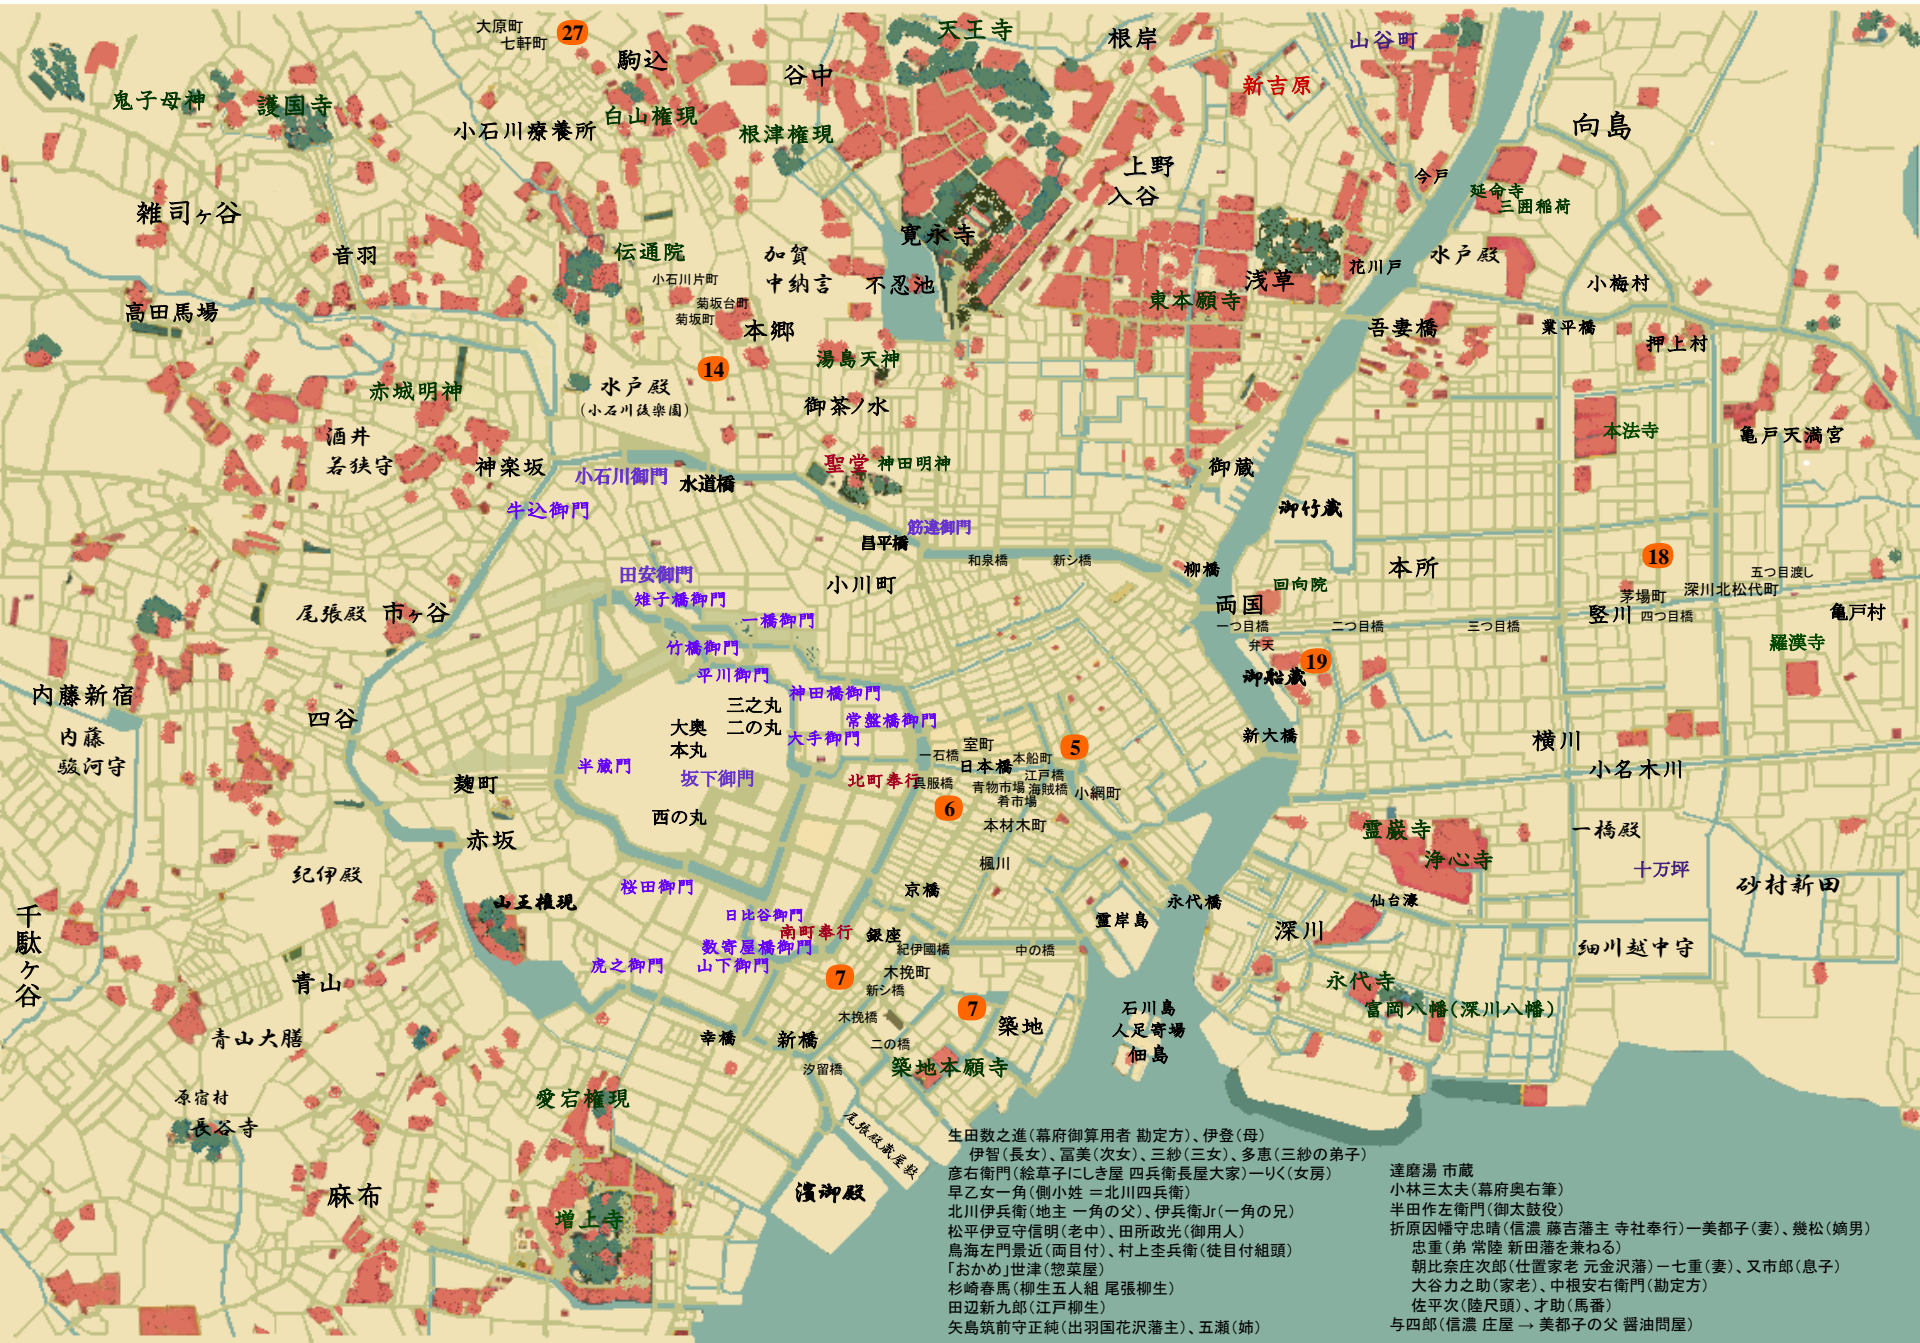 大原町
七軒町
27
駒込
谷中
天王寺
根岸
新吉原
山谷町
向島
鬼子母神
護国寺
小石川療養所
白山権現
根津権現
上野
入谷
今戸
延命寺
三囲稲荷
雑司ヶ谷
音羽
伝通院
小石川片町
菊坂台町
菊坂町
本郷
加賀
中納言
不忍池
寛永寺
東本願寺
浅草
花川戸
水戸殿
小梅村
高田馬場
吾妻橋
業平橋
押上村
14
湯島天神
赤城明神
水戸殿
(小石川後楽園)
御茶ノ水
酒井
若狭守
神楽坂
小石川御門
水道橋
聖堂
神田明神
御蔵
本法寺
亀戸天満宮
牛込御門
昌平橋
筋違御門
御竹蔵
和泉橋
新シ橋
柳橋
回向院
本所
18
五つ目渡し
深川北松代町
茅場町
竪川
四つ目橋
亀戸村
田安御門
雉子橋御門
一橋御門
小川町
尾張殿
市ヶ谷
両国
一つ目橋
二つ目橋
三つ目橋
弁天
御船蔵
19
羅漢寺
竹橋御門
平川御門
神田橋御門
常盤橋御門
大手御門
三之丸
二の丸
大奥
本丸
内藤新宿
内藤
駿河守
四谷
半蔵門
坂下御門
北町奉行
呉服橋
一石橋
室町
日本橋
本船町
5
江戸橋
青物市場
海賊橋
肴市場
小網町
新大橋
横川
小名木川
麹町
西の丸
6
本材木町
赤坂
楓川
霊巌寺
浄心寺
一橋殿
十万坪
砂村新田
紀伊殿
山王権現
桜田御門
京橋
永代橋
仙台濠
日比谷御門
南町奉行
数寄屋橋御門
銀座
紀伊國橋
中の橋
霊岸島
深川
細川越中守
千駄ヶ谷
青山
虎之御門
山下御門
7
木挽町
新シ橋
永代寺
富岡八幡(深川八幡)
青山大膳
木挽橋
7
築地
石川島
人足寄場
佃島
幸橋
新橋
二の橋
汐留橋
築地本願寺
原宿村
長谷寺
愛宕権現
尾張殿蔵屋敷
麻布
増上寺
濱御殿
生田数之進(幕府御算用者 勘定方)、伊登(母)
伊智(長女)、冨美(次女)、三紗(三女)、多恵(三紗の弟子)
彦右衛門(絵草子にしき屋 四兵衛長屋大家)ーりく(女房)
早乙女一角(側小姓 =北川四兵衛)
北川伊兵衛(地主 一角の父)、伊兵衛Jr(一角の兄)
松平伊豆守信明(老中)、田所政光(御用人)
鳥海左門景近(両目付)、村上杢兵衛(徒目付組頭)
「おかめ」世津(惣菜屋)
杉崎春馬(柳生五人組 尾張柳生)
田辺新九郎(江戸柳生)
矢島筑前守正純(出羽国花沢藩主)、五瀬(姉)
達磨湯 市蔵
小林三太夫(幕府奥右筆)
半田作左衛門(御太鼓役)
折原因幡守忠晴(信濃 藤吉藩主 寺社奉行)ー美都子(妻)、幾松(嫡男)
忠重(弟 常陸 新田藩を兼ねる)
朝比奈庄次郎(仕置家老 元金沢藩)ー七重(妻)、又市郎(息子)
大谷力之助(家老)、中根安右衛門(勘定方)
佐平次(陸尺頭)、才助(馬番)
与四郎(信濃 庄屋 → 美都子の父 醤油問屋)